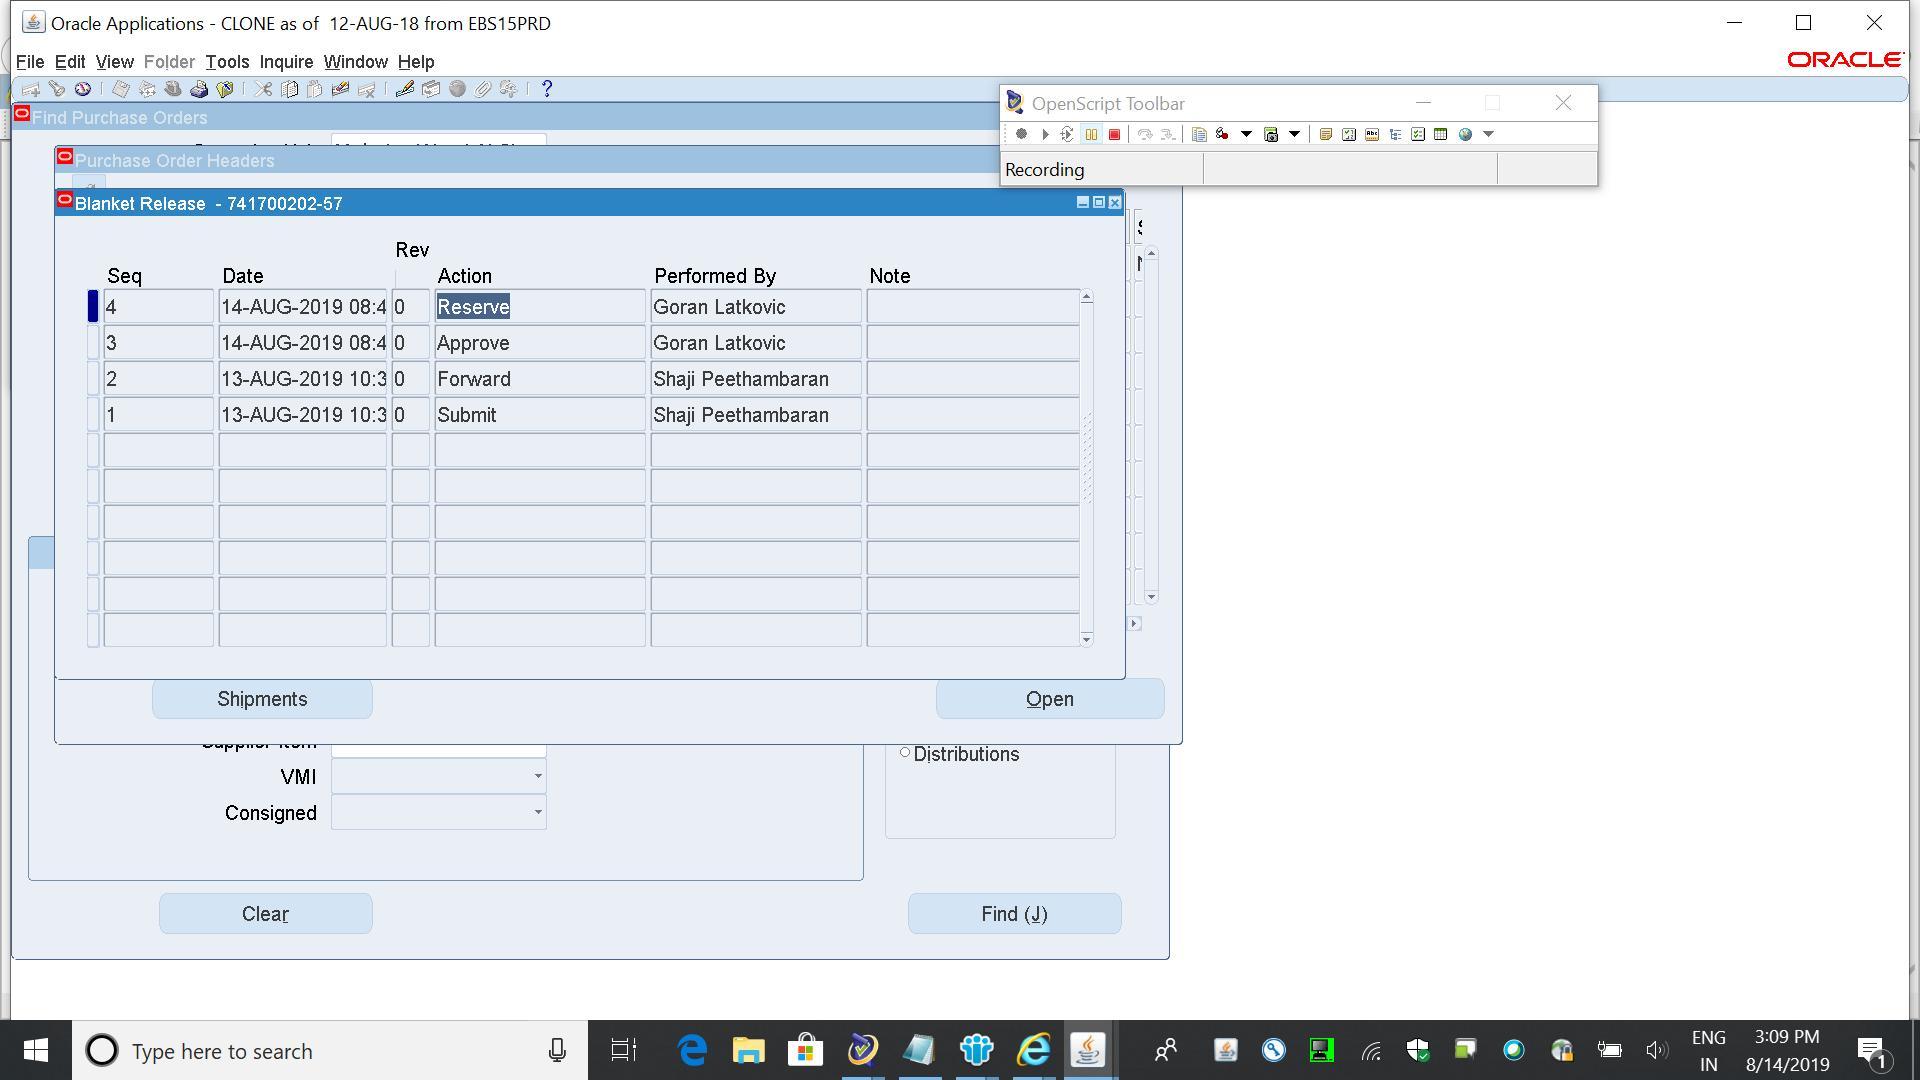 Oracle Applications - CLONE as of 12-AUG-18 from EBS15PRD
File Edit View Folder Tools Inquire Window Help
ORACLE
Find Purchase Orders
OpenScript Toolbar
Recording
Purchase Order Headers
Blanket Release - 741700202-57
Rev
Seq Date Action Performed By Note
4 14-AUG-2019 08:4 0 Reserve Goran Latkovic
3 14-AUG-2019 08:4 0 Approve Goran Latkovic
2 13-AUG-2019 10:3 0 Forward Shaji Peethambaran
1 13-AUG-2019 10:3 0 Submit Shaji Peethambaran
Shipments Open
Supplier Item
Distributions
VMI
Consigned
Clear Find (J)
Type here to search
ENG
IN
3:09 PM
8/14/2019
1